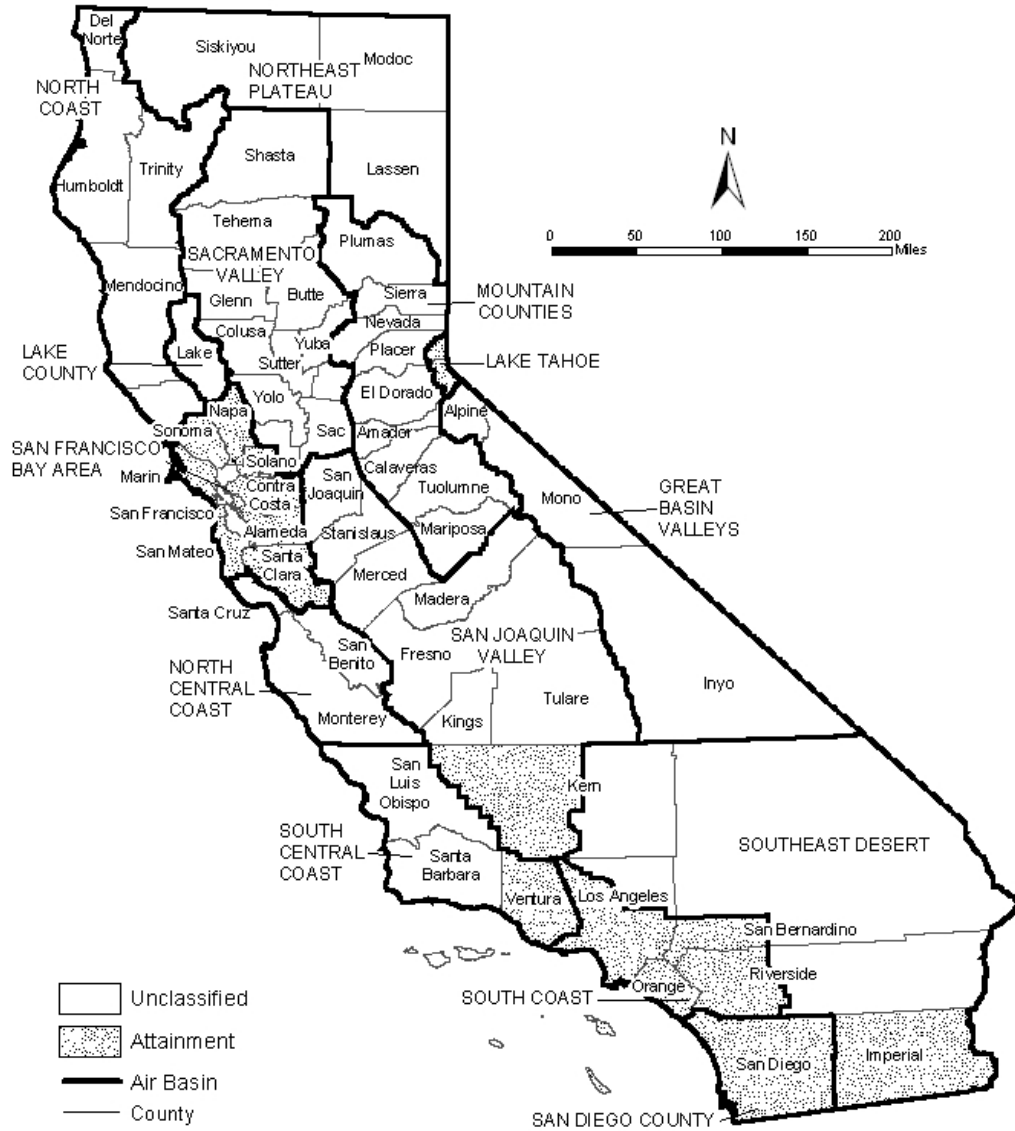 Del
Norte
Siskiyou
Modoc
NORTHEAST
PLATEAU
NORTH
COAST
Humboldt
Trinity
Shasta
Lassen
N
0 50 100 150 200
Miles
Tehema
Plumas
SACRAMENTO
VALLEY
Mendocino
Glenn
Butte
Sierra
MOUNTAIN
COUNTIES
Colusa
Yuba
Nevada
LAKE
COUNTY
Lake
Sutter
Placer
LAKE TAHOE
Yolo
El Dorado
Napa
Alpine
Sonoma
Sac
Amador
SAN FRANCISCO
BAY AREA
Solano
Calaveras
Marin
Contra
Costa
San
Joaquin
Tuolumne
Mono
GREAT
BASIN
VALLEYS
San Francisco
Alameda
Stanislaus
Mariposa
San Mateo
Santa
Clara
Merced
Santa Cruz
Madera
San
Benito
Fresno
SAN JOAQUIN
VALLEY
NORTH
CENTRAL
COAST
Monterey
Kings
Tulare
Inyo
San
Luis
Obispo
Kern
SOUTH
CENTRAL
COAST
Santa
Barbara
SOUTHEAST DESERT
Ventura
Los Angeles
San Bernardino
Riverside
Orange
SOUTH COAST
San Diego
Imperial
SAN DIEGO COUNTY
Unclassified
Attainment
Air Basin
County